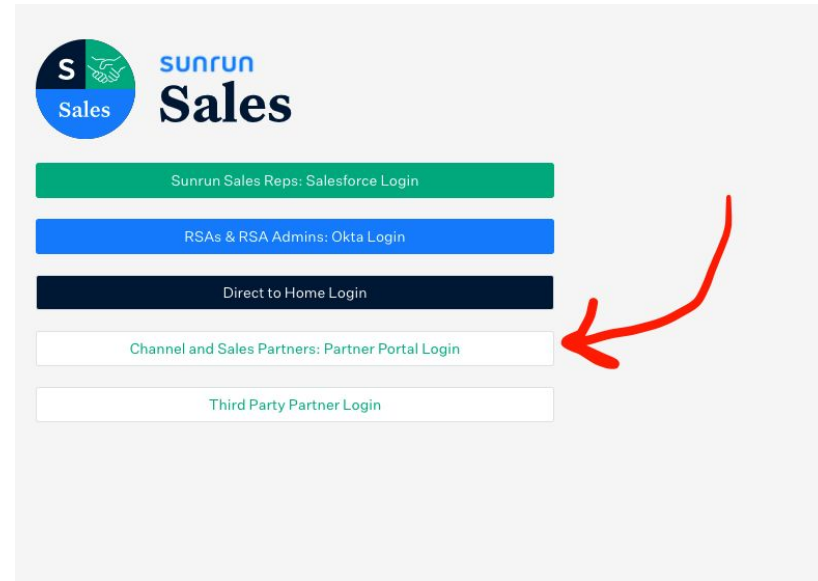 S
Sales
sunrun
Sales
Sunrun Sales Reps: Salesforce Login
RSAs & RSA Admins: Okta Login
Direct to Home Login
Channel and Sales Partners: Partner Portal Login
Third Party Partner Login